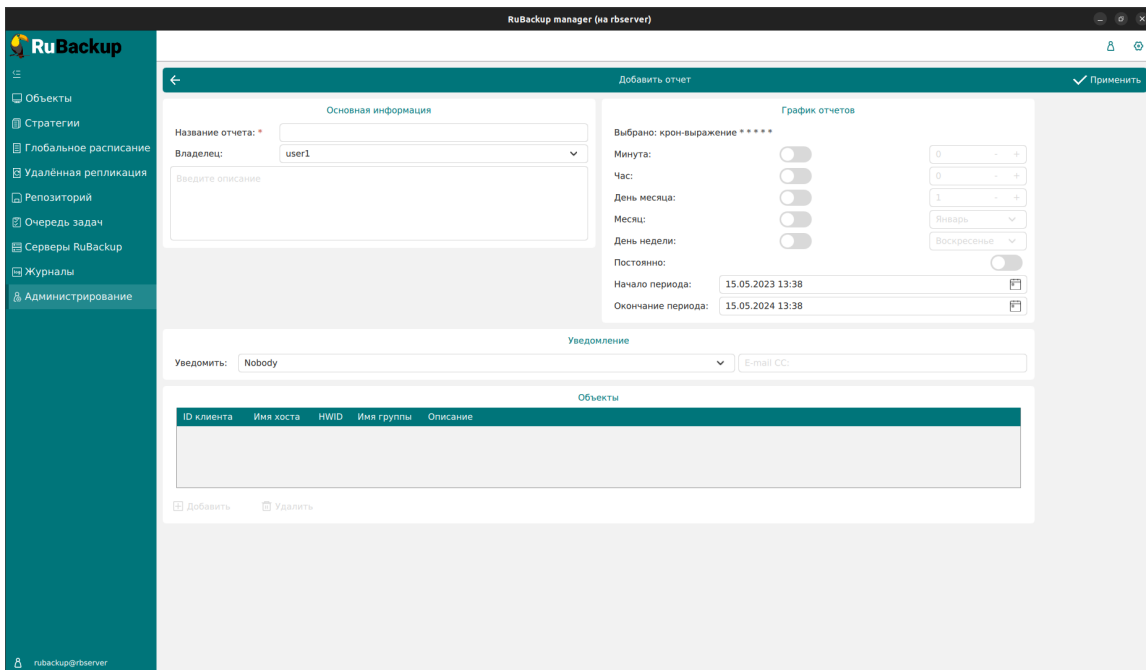 RuBackup manager (на rbserver)
RuBackup
Объекты
Стратегии
Глобальное расписание
Удалённая репликация
Репозиторий
Очередь задач
Серверы RuBackup
Журналы
Администрирование
rubackup@rbserver
Добавить отчет
Применить
Основная информация
Название отчета: *
Владелец: user1
Введите описание
График отчетов
Выбрано: крон-выражение * * * * *
Минута: 0 - +
Час: 0 - +
День месяца: 1 - +
Месяц: Январь
День недели: Воскресенье
Постоянно:
Начало периода: 15.05.2023 13:38
Окончание периода: 15.05.2024 13:38
Уведомление
Уведомить: Nobody E-mail CC:
Объекты
ID клиента Имя хоста HWID Имя группы Описание
Добавить Удалить